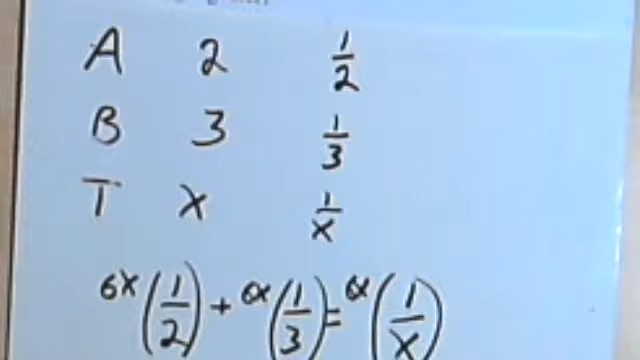 A 2 1/2
B 3 1/3
T x 1/x
6x(1/2) + 6x(1/3) = 6x(1/x)